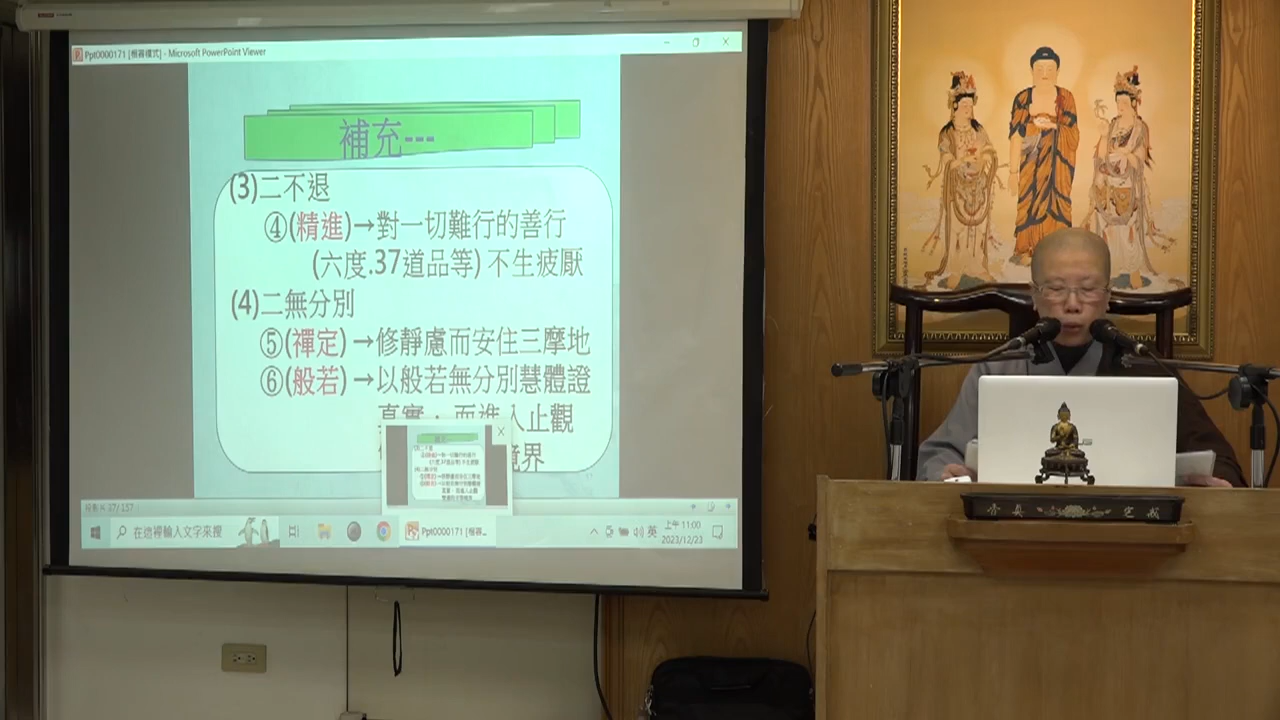 Ppt0000171 [相容模式] - Microsoft PowerPoint Viewer
補充---
(3)二不退
④(精進)→對一切難行的善行
(六度.37道品等) 不生疲厭
(4)二無分別
⑤(禪定) →修靜慮而安住三摩地
⑥(般若) →以般若無分別慧體證
真實， 而進入止觀
境界
在這裡輸入文字來搜
Ppt0000171 [相容...
英
上午 11:00
2023/12/23